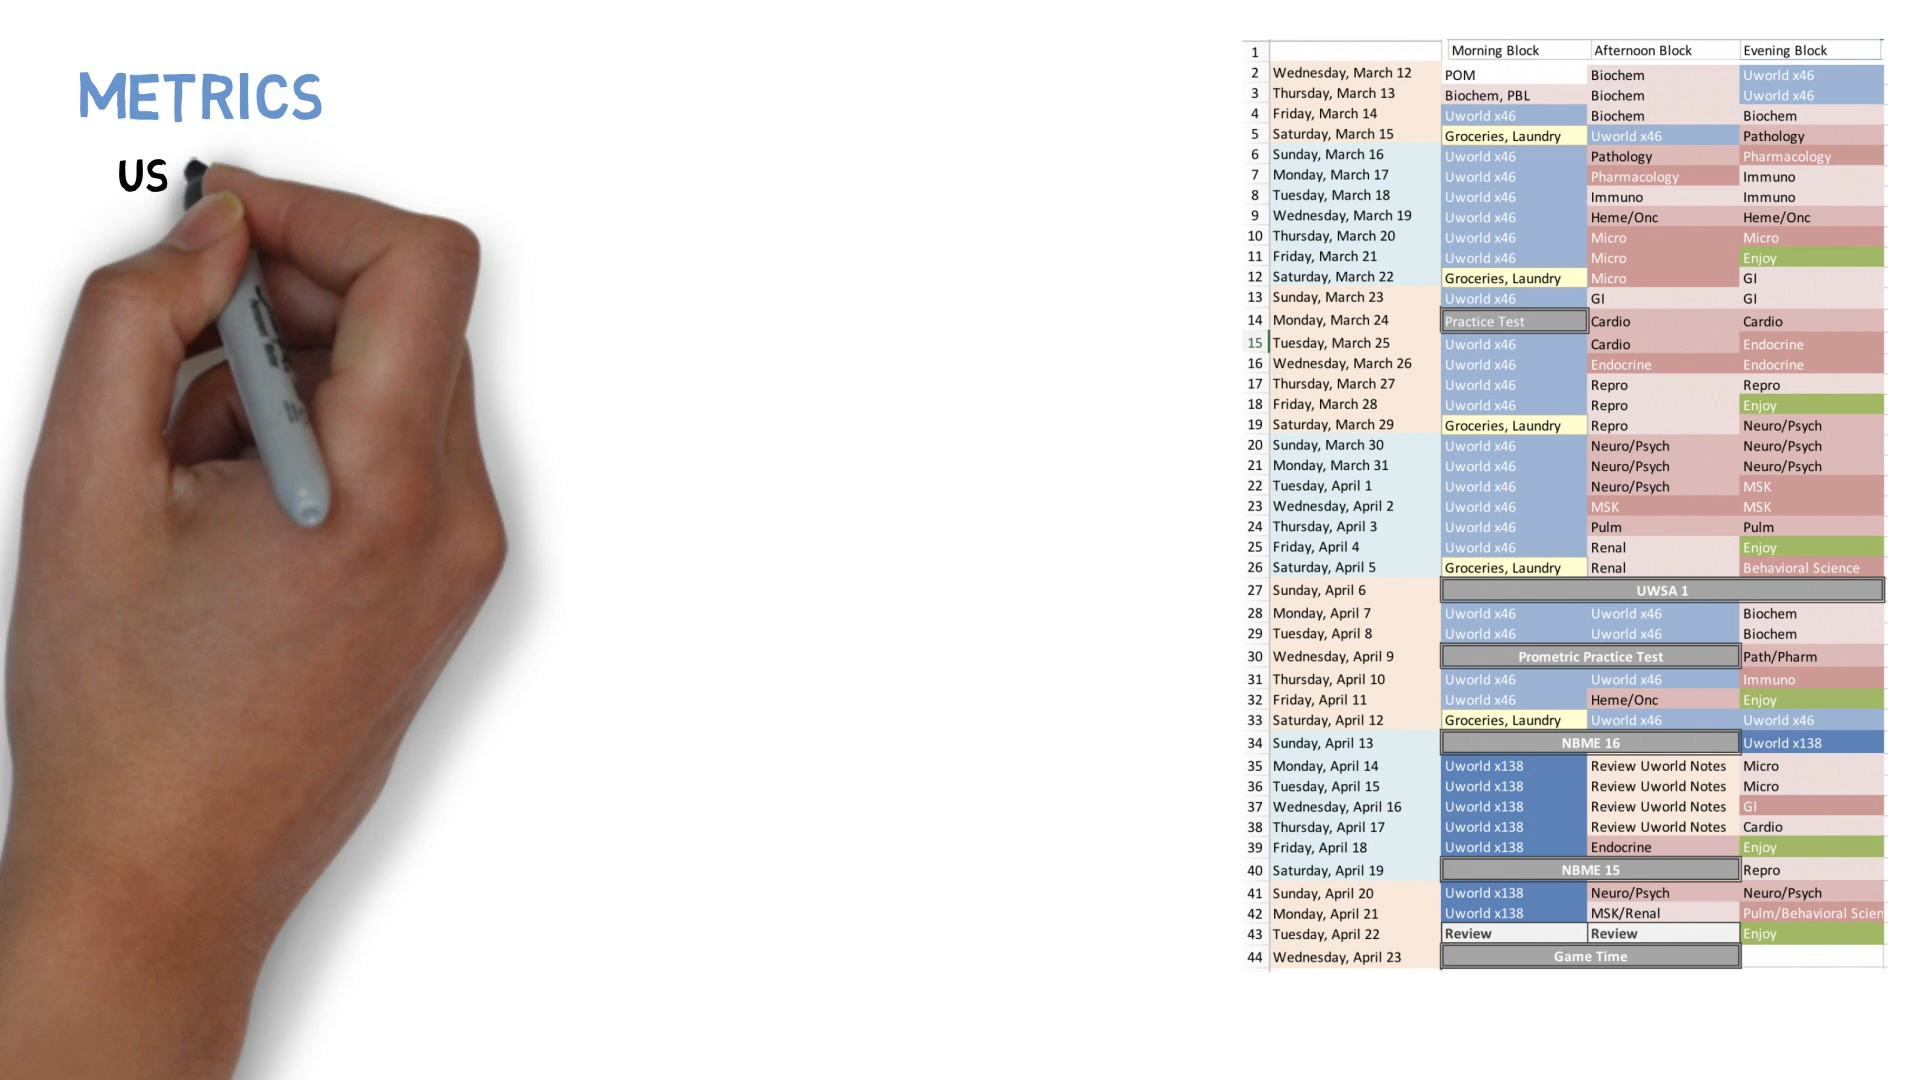 METRICS
US
1 Morning Block Afternoon Block Evening Block
2 Wednesday, March 12 POM Biochem Uworld x46
3 Thursday, March 13 Biochem, PBL Biochem Uworld x46
4 Friday, March 14 Uworld x46 Biochem Biochem
5 Saturday, March 15 Groceries, Laundry Uworld x46 Pathology
6 Sunday, March 16 Uworld x46 Pathology Pharmacology
7 Monday, March 17 Uworld x46 Pharmacology Immuno
8 Tuesday, March 18 Uworld x46 Immuno Immuno
9 Wednesday, March 19 Uworld x46 Heme/Onc Heme/Onc
10 Thursday, March 20 Uworld x46 Micro Micro
11 Friday, March 21 Uworld x46 Micro Enjoy
12 Saturday, March 22 Groceries, Laundry Micro GI
13 Sunday, March 23 Uworld x46 GI GI
14 Monday, March 24 Practice Test Cardio Cardio
15 Tuesday, March 25 Uworld x46 Cardio Endocrine
16 Wednesday, March 26 Uworld x46 Endocrine Endocrine
17 Thursday, March 27 Uworld x46 Repro Repro
18 Friday, March 28 Uworld x46 Repro Enjoy
19 Saturday, March 29 Groceries, Laundry Repro Neuro/Psych
20 Sunday, March 30 Uworld x46 Neuro/Psych Neuro/Psych
21 Monday, March 31 Uworld x46 Neuro/Psych Neuro/Psych
22 Tuesday, April 1 Uworld x46 Neuro/Psych MSK
23 Wednesday, April 2 Uworld x46 MSK MSK
24 Thursday, April 3 Uworld x46 Pulm Pulm
25 Friday, April 4 Uworld x46 Renal Enjoy
26 Saturday, April 5 Groceries, Laundry Renal Behavioral Science
27 Sunday, April 6 UWSA 1
28 Monday, April 7 Uworld x46 Uworld x46 Biochem
29 Tuesday, April 8 Uworld x46 Uworld x46 Biochem
30 Wednesday, April 9 Prometric Practice Test Path/Pharm
31 Thursday, April 10 Uworld x46 Uworld x46 Immuno
32 Friday, April 11 Uworld x46 Heme/Onc Enjoy
33 Saturday, April 12 Groceries, Laundry Uworld x46 Uworld x46
34 Sunday, April 13 NBME 16 Uworld x138
35 Monday, April 14 Uworld x138 Review Uworld Notes Micro
36 Tuesday, April 15 Uworld x138 Review Uworld Notes Micro
37 Wednesday, April 16 Uworld x138 Review Uworld Notes GI
38 Thursday, April 17 Uworld x138 Review Uworld Notes Cardio
39 Friday, April 18 Uworld x138 Endocrine Enjoy
40 Saturday, April 19 NBME 15 Repro
41 Sunday, April 20 Uworld x138 Neuro/Psych Neuro/Psych
42 Monday, April 21 Uworld x138 MSK/Renal Pulm/Behavioral Scien
43 Tuesday, April 22 Review Review Enjoy
44 Wednesday, April 23 Game Time